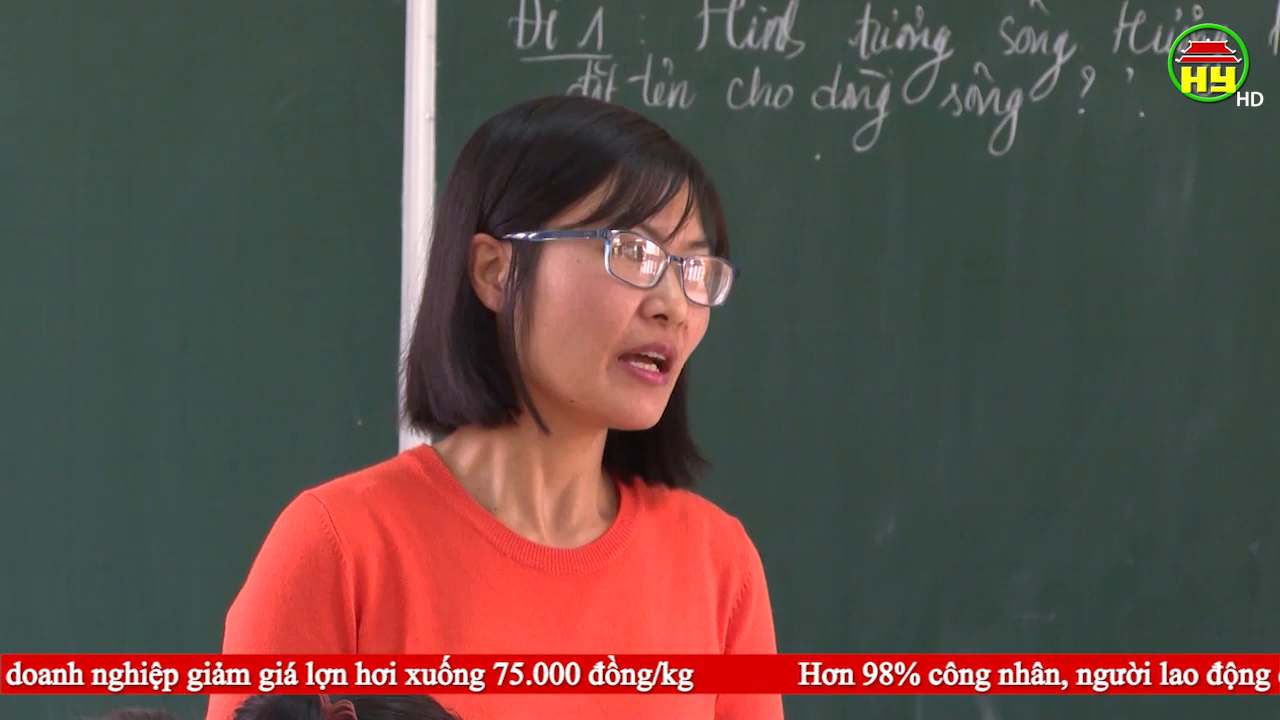 Đề 1 : Hình tượng sông Hương
đặt tên cho dòng sông ? .
HY
HD
doanh nghiệp giảm giá lợn hơi xuống 75.000 đồng/kg
Hơn 98% công nhân, người lao động